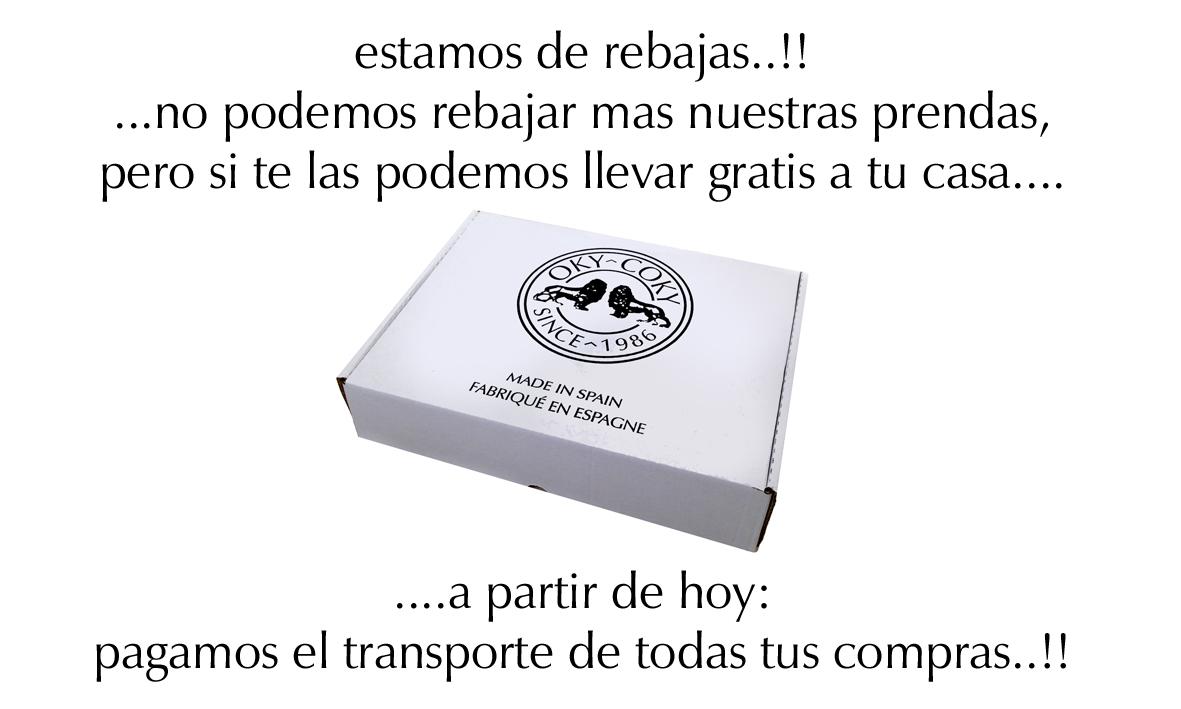 estamos de rebajas..!!
...no podemos rebajar mas nuestras prendas,
pero si te las podemos llevar gratis a tu casa....
OKY^COKY
SINCE^1986
MADE IN SPAIN
FABRIQUÉ EN ESPAGNE
....a partir de hoy:
pagamos el transporte de todas tus compras..!!